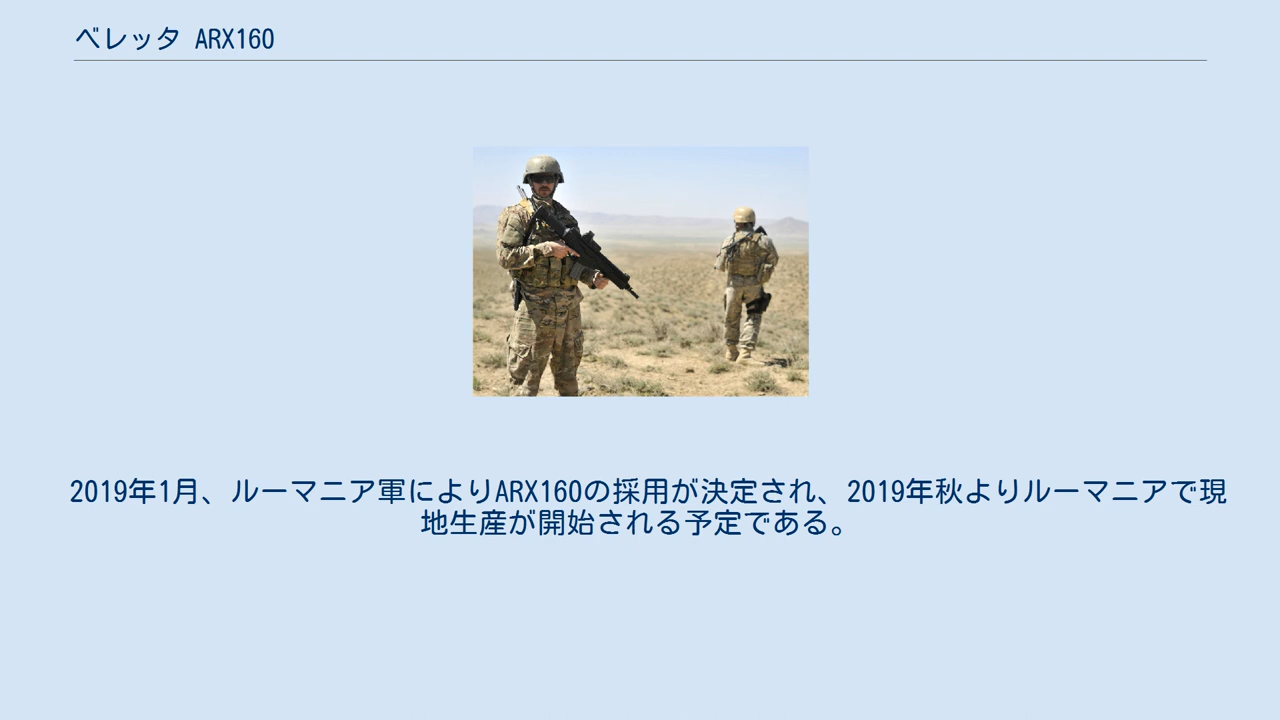 ベレッタ ARX160
2019年1月、ルーマニア軍によりARX160の採用が決定され、2019年秋よりルーマニアで現
地生産が開始される予定である。